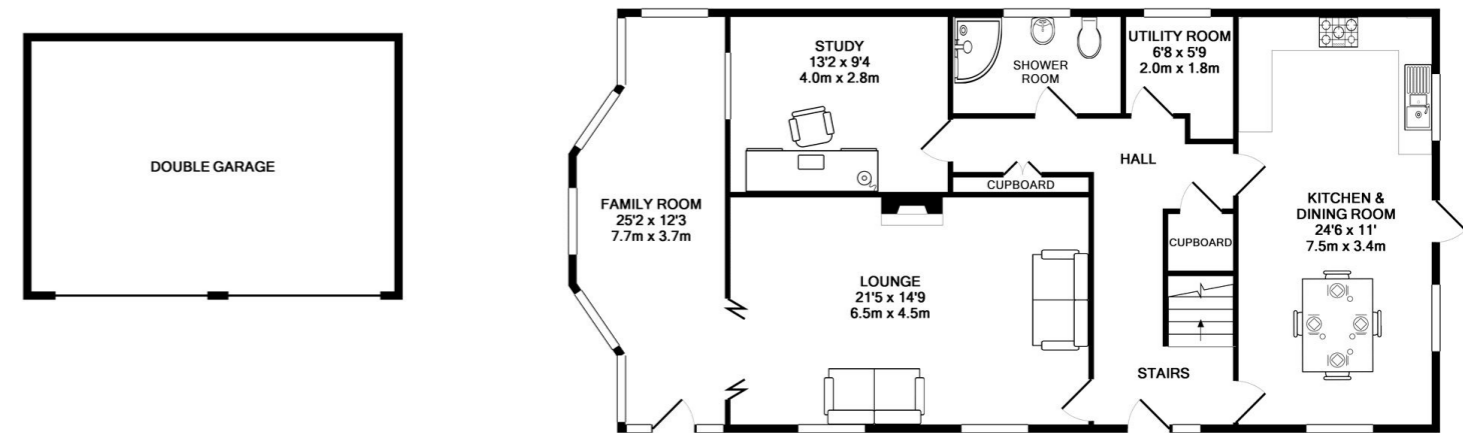 DOUBLE GARAGE
FAMILY ROOM
25'2 x 12'3
7.7m x 3.7m
STUDY
13'2 x 9'4
4.0m x 2.8m
SHOWER
ROOM
UTILITY ROOM
6'8 x 5'9
2.0m x 1.8m
HALL
CUPBOARD
LOUNGE
21'5 x 14'9
6.5m x 4.5m
CUPBOARD
STAIRS
KITCHEN &
DINING ROOM
24'6 x 11'
7.5m x 3.4m